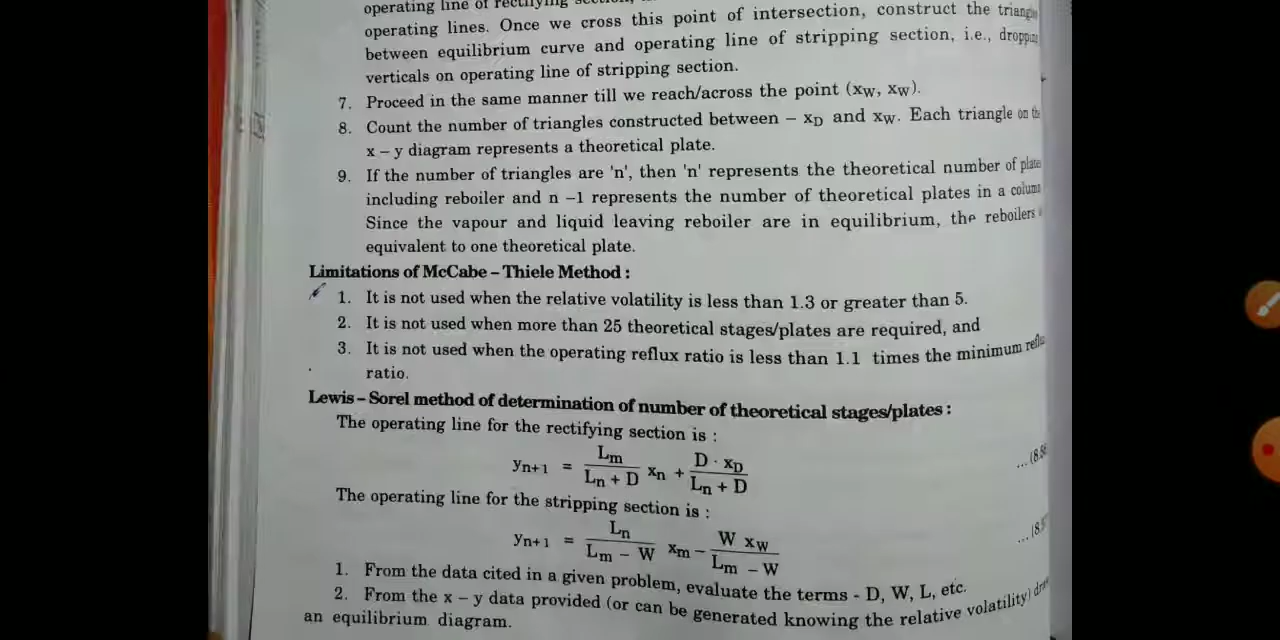 operating line of rectifying section,
operating lines. Once we cross this point of intersection, construct the
between equilibrium curve and operating line of stripping section, i.e.,
verticals on operating line of stripping section.
7. Proceed in the same manner till we reach/across the point (xW, xW).
8. Count the number of triangles constructed between – xD and xW. Each triangle on
x – y diagram represents a theoretical plate.
9. If the number of triangles are 'n', then 'n' represents the theoretical number of
including reboiler and n –1 represents the number of theoretical plates in a
Since the vapour and liquid leaving reboiler are in equilibrium, the reboilers
equivalent to one theoretical plate.
Limitations of McCabe – Thiele Method :
1. It is not used when the relative volatility is less than 1.3 or greater than 5.
2. It is not used when more than 25 theoretical stages/plates are required, and
3. It is not used when the operating reflux ratio is less than 1.1 times the minimum
ratio.
Lewis – Sorel method of determination of number of theoretical stages/plates :
The operating line for the rectifying section is :
yn+1 = Lm / (Ln + D) xn + D · xD / (Ln + D) ... (8.
The operating line for the stripping section is :
yn+1 = Ln / (Lm – W) xm – W xW / (Lm – W) ... (8.
1. From the data cited in a given problem, evaluate the terms - D, W, L, etc.
2. From the x – y data provided (or can be generated knowing the relative volatility)
an equilibrium diagram.